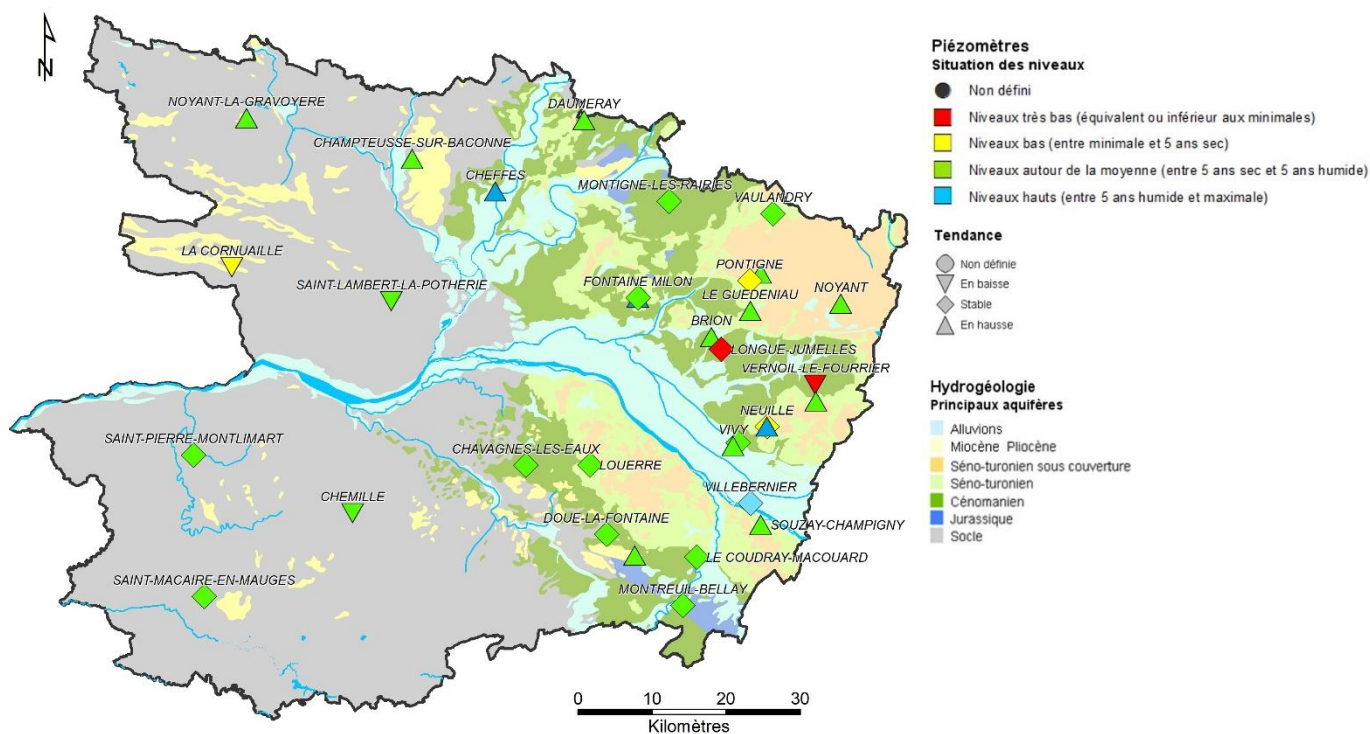 N
NOYANT-LA-GRAVOYERE
DAUMERAY
CHAMPTEUSSE-SUR-BACONNE
CHEFFES
MONTIGNE-LES-RAIRIES
VAULANDRY
LA CORNUAILLE
SAINT-LAMBERT-LA-POTHERIE
PONTIGNE
FONTAINE MILON
LE GUEDENIAU
NOYANT
BRION
LONGUE-JUMELLES
VERNOIL-LE-FOURRIER
NEUILLE
VIVY
SAINT-PIERRE-MONTLIMART
CHAVAGNES-LES-EAUX
LOUERRE
CHEMILLE
VILLEBERNIER
DOUE-LA-FONTAINE
SOUZAY-CHAMPIGNY
LE COUDRAY-MACOUARD
SAINT-MACAIRE-EN-MAUGES
MONTREUIL-BELLAY
0 10 20 30
Kilomètres
Piézomètres
Situation des niveaux
Non défini
Niveaux très bas (équivalent ou inférieur aux minimales)
Niveaux bas (entre minimale et 5 ans sec)
Niveaux autour de la moyenne (entre 5 ans sec et 5 ans humide)
Niveaux hauts (entre 5 ans humide et maximale)
Tendance
Non définie
En baisse
Stable
En hausse
Hydrogéologie
Principaux aquifères
Alluvions
Miocène Pliocène
Séno-turonien sous couverture
Séno-turonien
Cénomanien
Jurassique
Socle